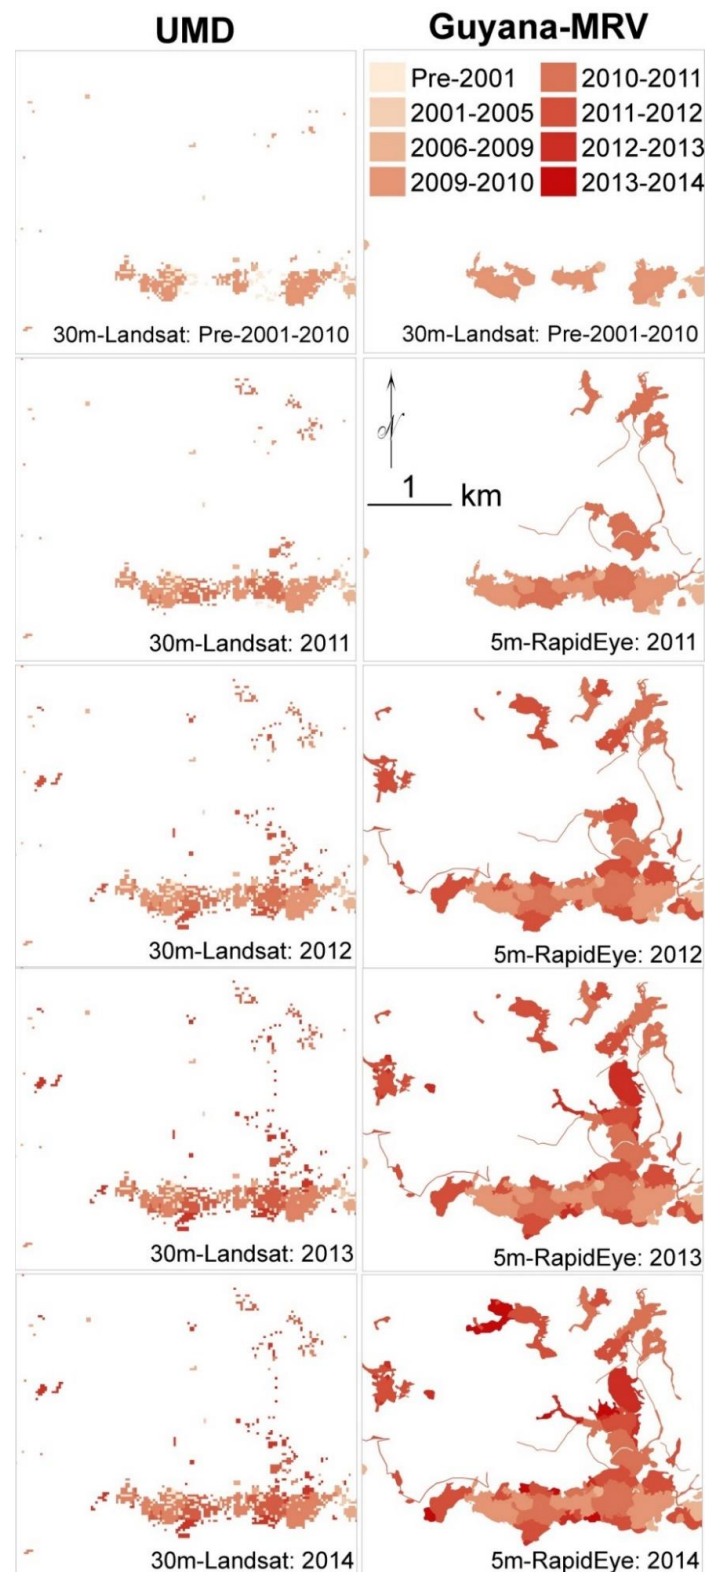 UMD
Guyana-MRV
Pre-2001
2010-2011
2001-2005
2011-2012
2006-2009
2012-2013
2009-2010
2013-2014
30m-Landsat: Pre-2001-2010
30m-Landsat: Pre-2001-2010
N
1 km
30m-Landsat: 2011
5m-RapidEye: 2011
30m-Landsat: 2012
5m-RapidEye: 2012
30m-Landsat: 2013
5m-RapidEye: 2013
30m-Landsat: 2014
5m-RapidEye: 2014